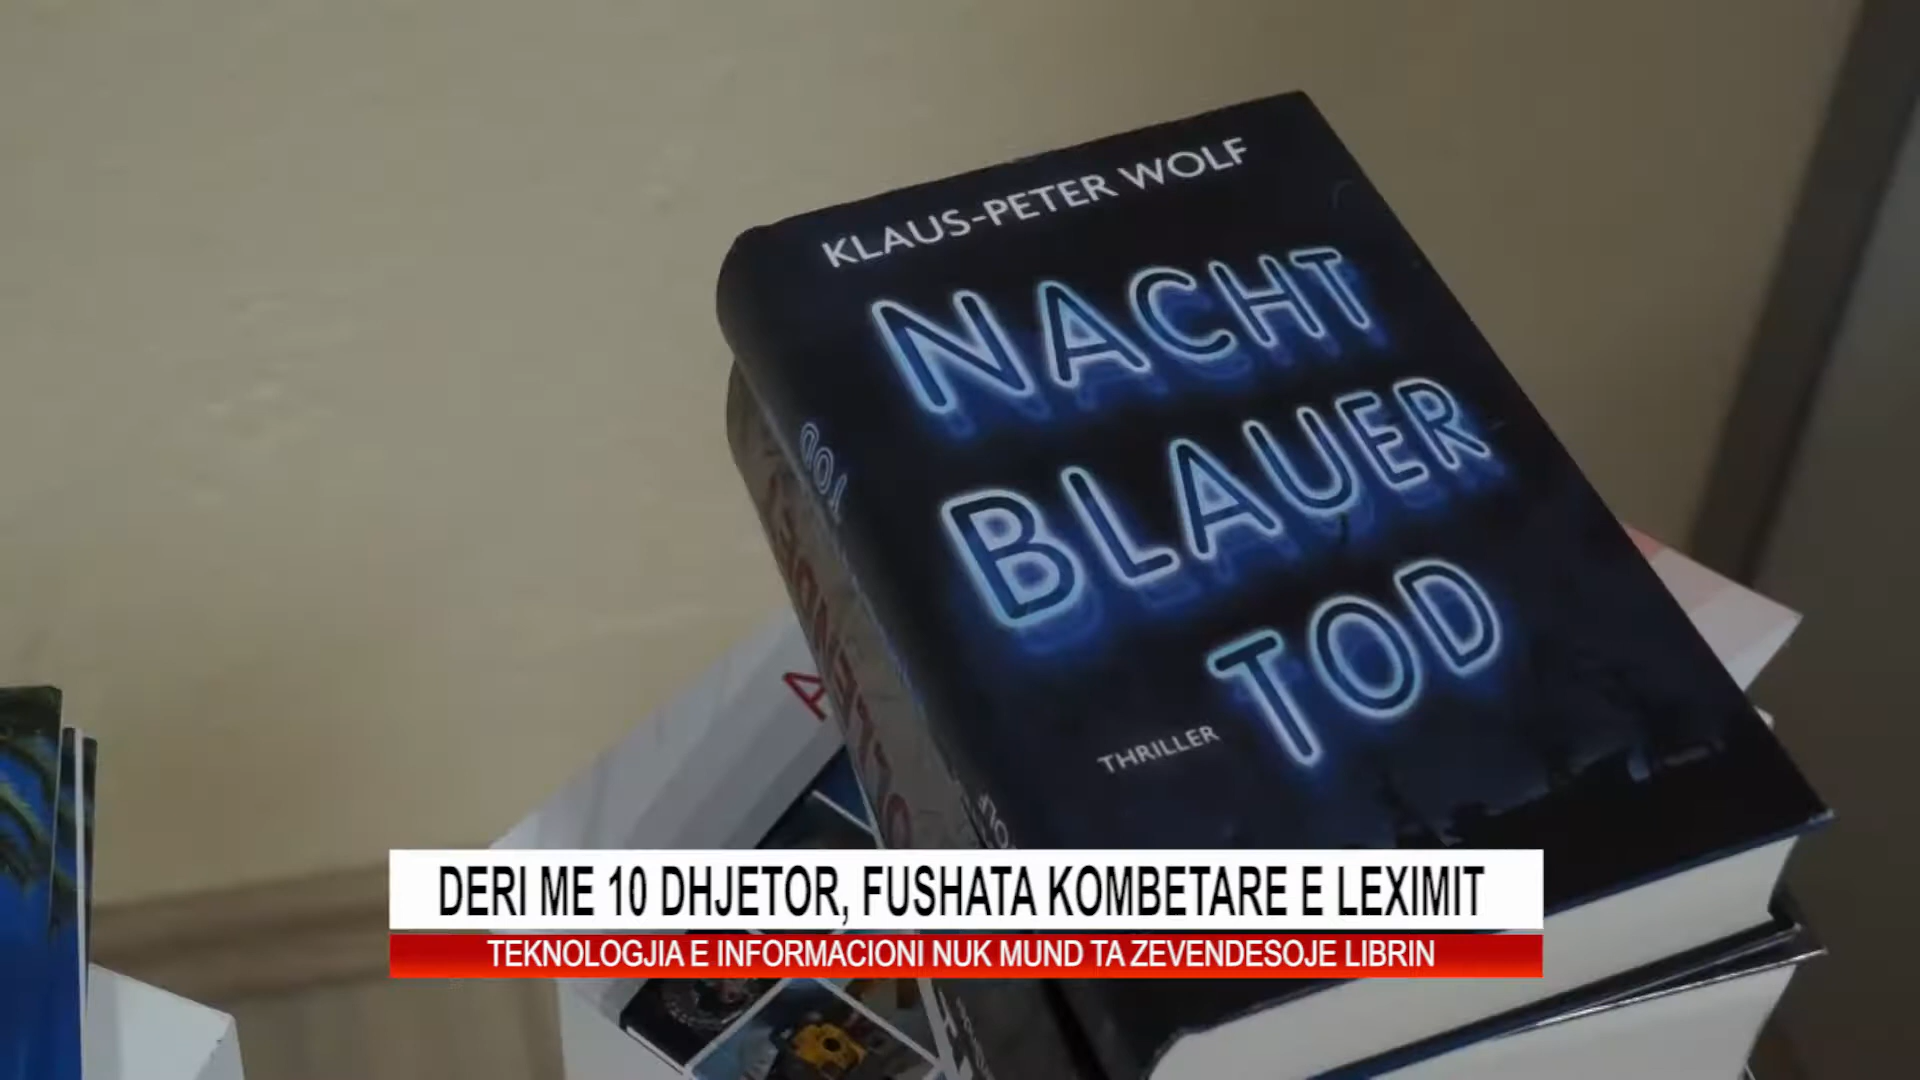 KLAUS-PETER WOLF
NACHT
BLAUER
TOD
THRILLER
TOD
A
DERI ME 10 DHJETOR, FUSHATA KOMBETARE E LEXIMIT
TEKNOLOGJIA E INFORMACIONI NUK MUND TA ZEVENDESOJE LIBRIN